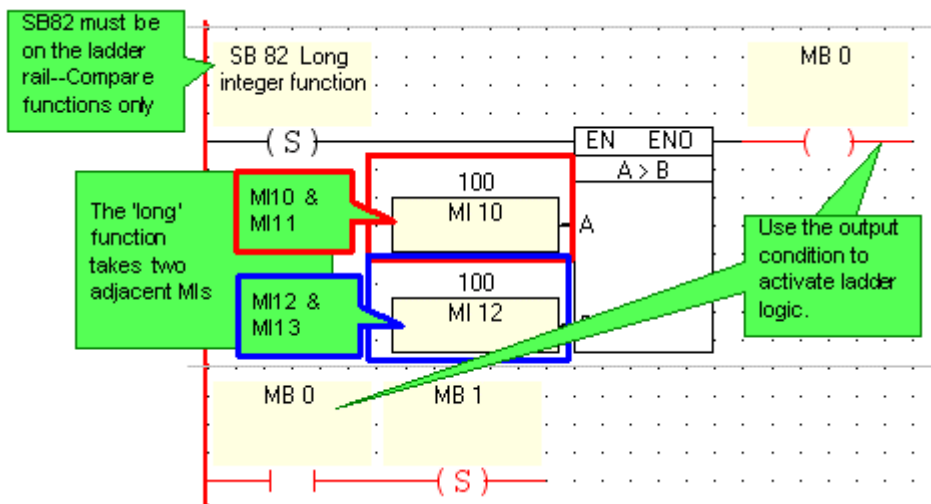 SB82 must be
on the ladder
rail--Compare
functions only
SB 82 Long
integer function
MB 0
( S )
EN ENO
A > B
( )
The 'long'
function
takes two
adjacent MIs
MI10 &
MI11
100
MI 10
A
MI12 &
MI13
100
MI 12
Use the output
condition to
activate ladder
logic.
MB 0
MB 1
( S )